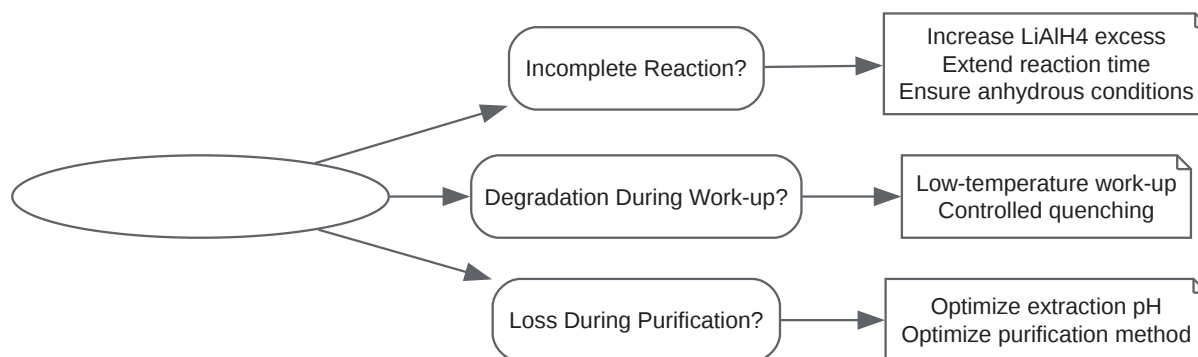 Incomplete Reaction?
Increase LiAlH4 excess
Extend reaction time
Ensure anhydrous conditions
Degradation During Work-up?
Low-temperature work-up
Controlled quenching
Loss During Purification?
Optimize extraction pH
Optimize purification method